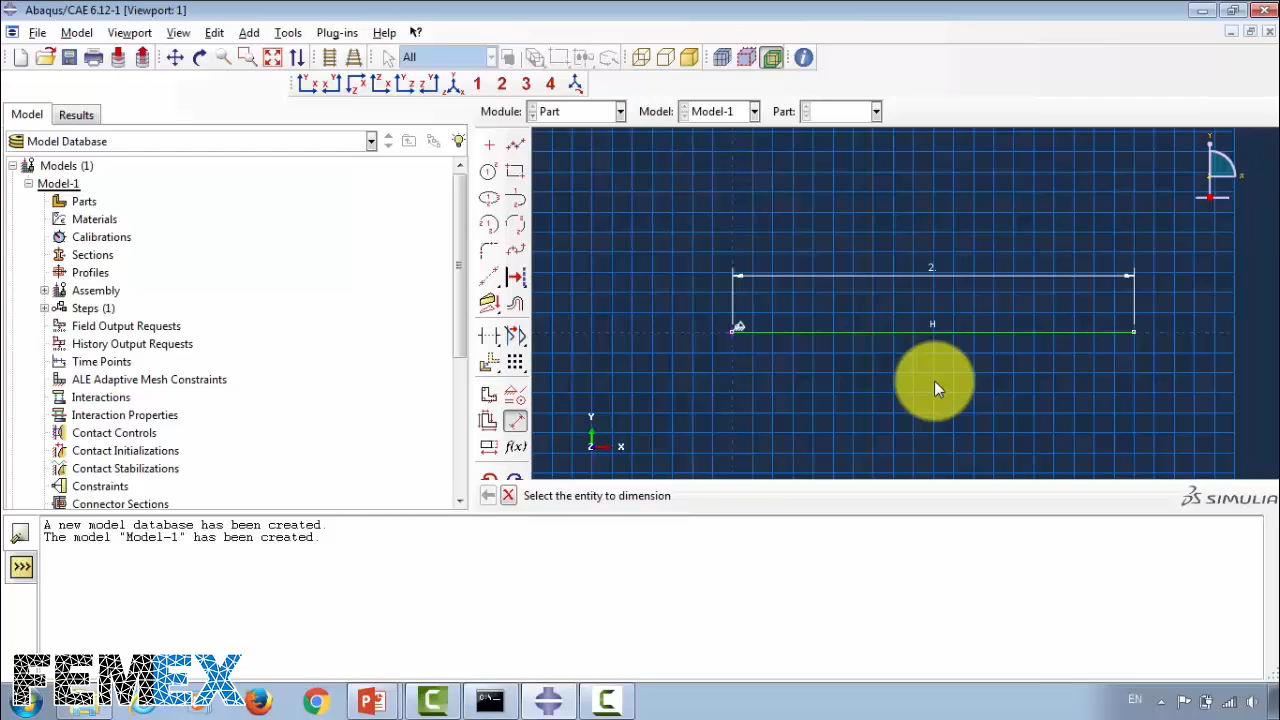 Abaqus/CAE 6.12-1 [Viewport: 1]
File Model Viewport View Edit Add Tools Plug-ins Help
All
1 2 3 4
Model Results
Module: Part Model: Model-1 Part:
Model Database
Models (1)
Model-1
Parts
Materials
Calibrations
Sections
Profiles
Assembly
Steps (1)
Field Output Requests
History Output Requests
Time Points
ALE Adaptive Mesh Constraints
Interactions
Interaction Properties
Contact Controls
Contact Initializations
Contact Stabilizations
Constraints
Connector Sections
f(x)
2.
H
Y
Z X
Select the entity to dimension
SIMULIA
A new model database has been created.
The model "Model-1" has been created.
>>>
FEMEX
EN